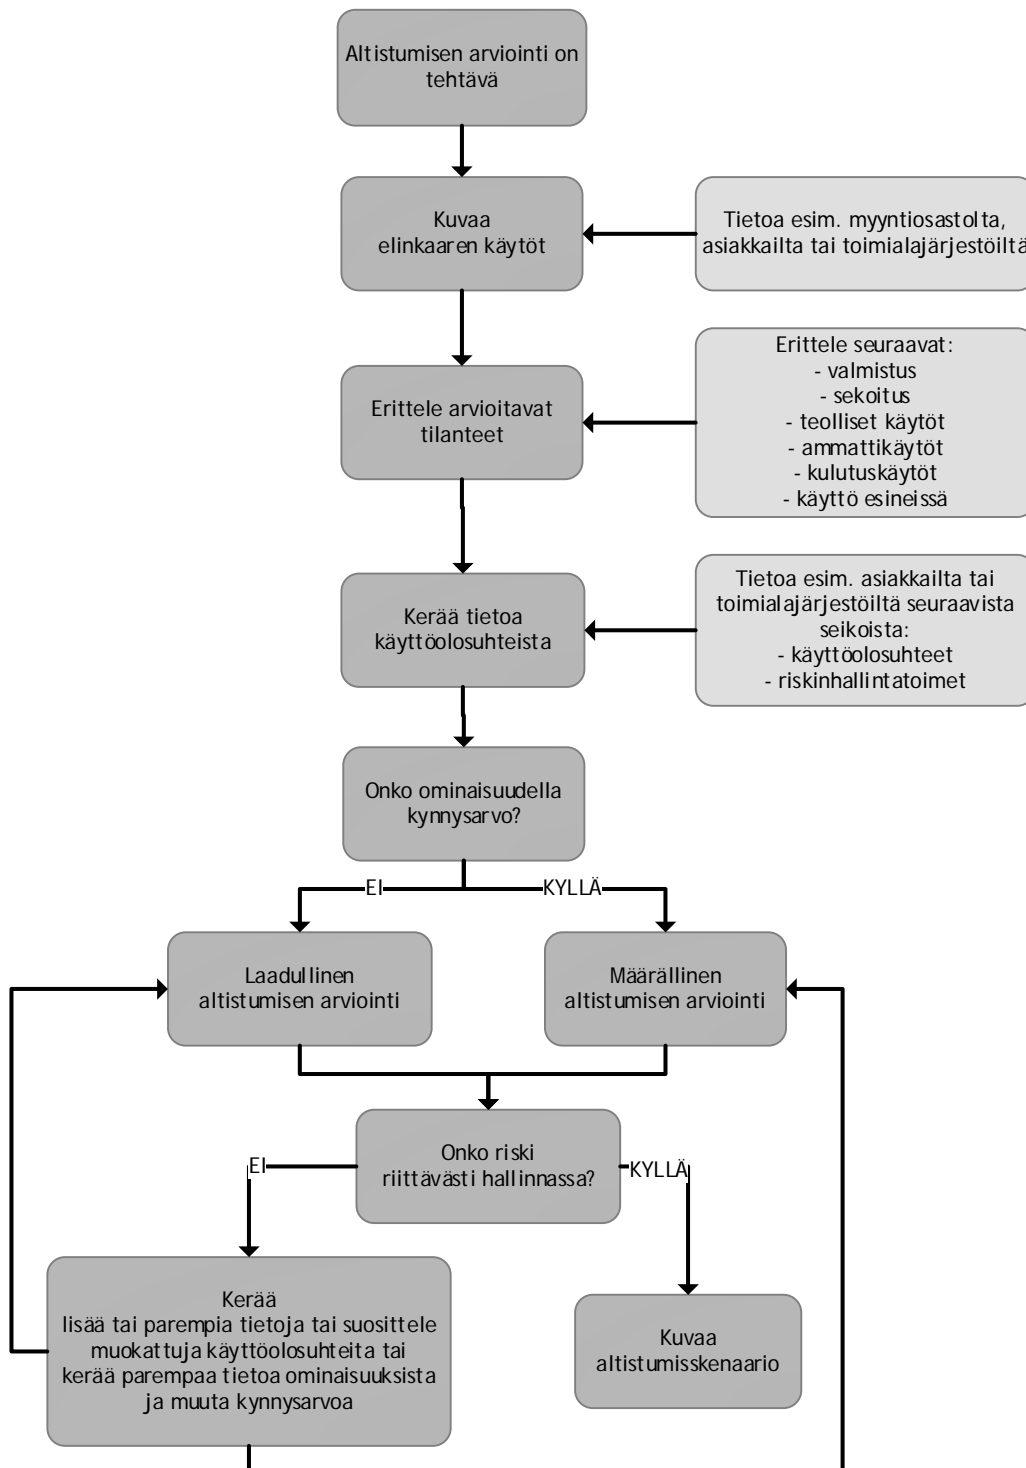 Altistumisen arviointi on
tehtävä
Kuvaa
elinkaaren käytöt
Tietoa esim. myyntiosastolta,
asiakkailta tai toimialajärjestöiltä
Erittele arvioitavat
tilanteet
Erittele seuraavat:
- valmistus
- sekoitus
- teolliset käytöt
- ammattikäytöt
- kulutuskäytöt
- käyttö esineissä
Kerää tietoa
käyttöolosuhteista
Tietoa esim. asiakkailta tai
toimialajärjestöiltä seuraavista
seikoista:
- käyttöolosuhteet
- riskinhallintatoimet
Onko ominaisuudella
kynnysarvo?
EI
KYLLÄ
Laadullinen
altistumisen arviointi
Määrällinen
altistumisen arviointi
Onko riski
riittävästi hallinnassa?
EI
KYLLÄ
Kerää
lisää tai parempia tietoja tai suosittele
muokattuja käyttöolosuhteita tai
kerää parempaa tietoa ominaisuuksista
ja muuta kynnysarvoa
Kuvaa
altistumisskenaario